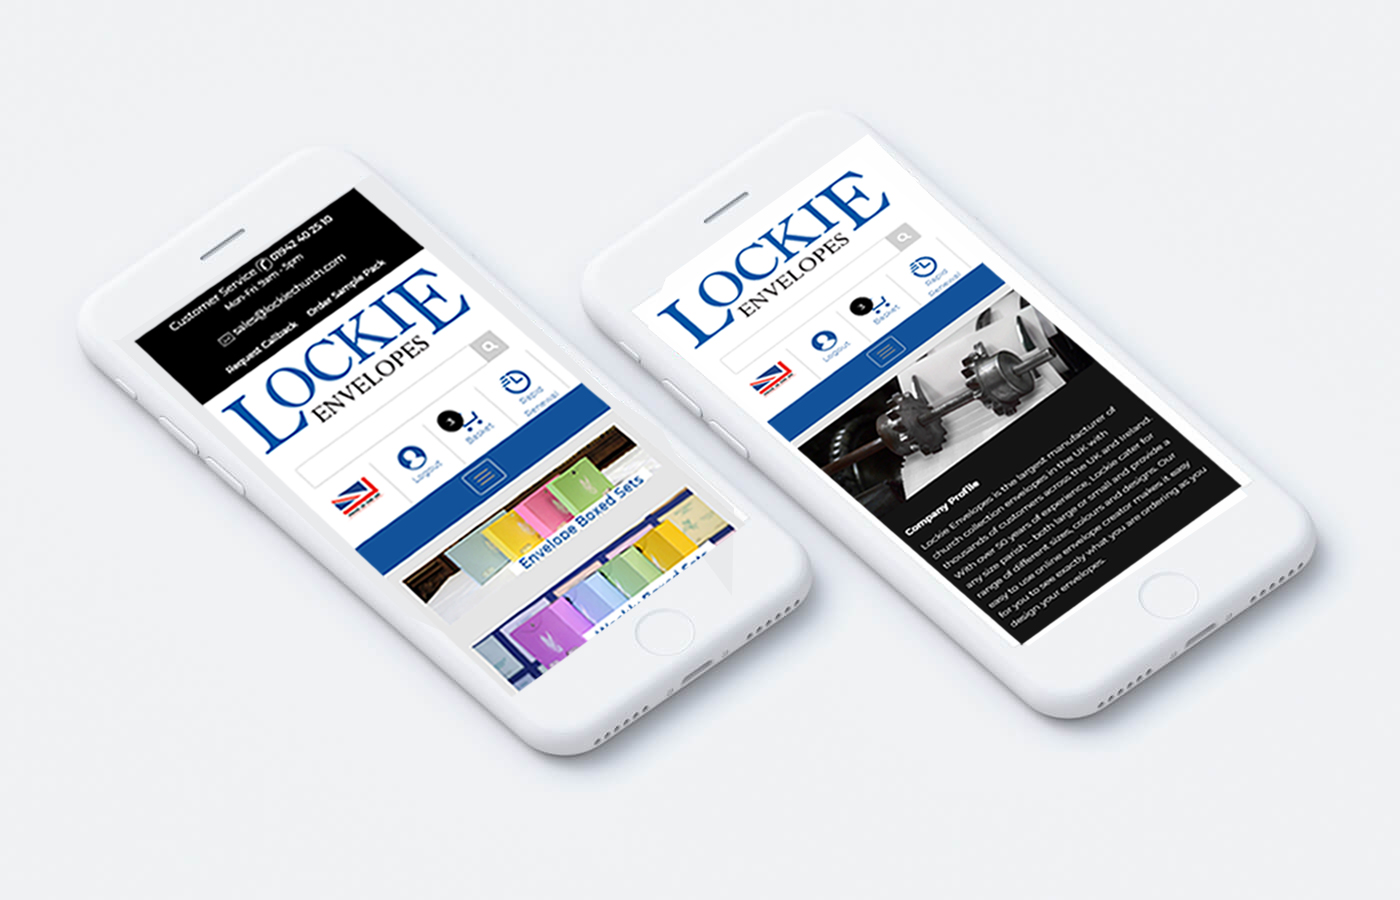 Customer Service 01942 40 25 10
Mon-Fri 9am - 5pm
sales@lockiechurch.com
Request Callback Order Sample Pack
LOCKIE
ENVELOPES
Logout
3
Basket
Rapid
Renewal
Envelope Boxed Sets
Weekly Boxed Sets
LOCKIE
ENVELOPES
Logout
3
Basket
Rapid
Renewal
Company Profile
Lockie Envelopes is the largest manufacturer of
church collection envelopes in the UK with
thousands of customers across the UK and Ireland.
With over 50 years of experience, Lockie cater for
any size parish – both large or small and provide a
range of different sizes, colours and designs. Our
easy to use online envelope creator makes it easy
for you to see exactly what you are ordering as you
design your envelopes.